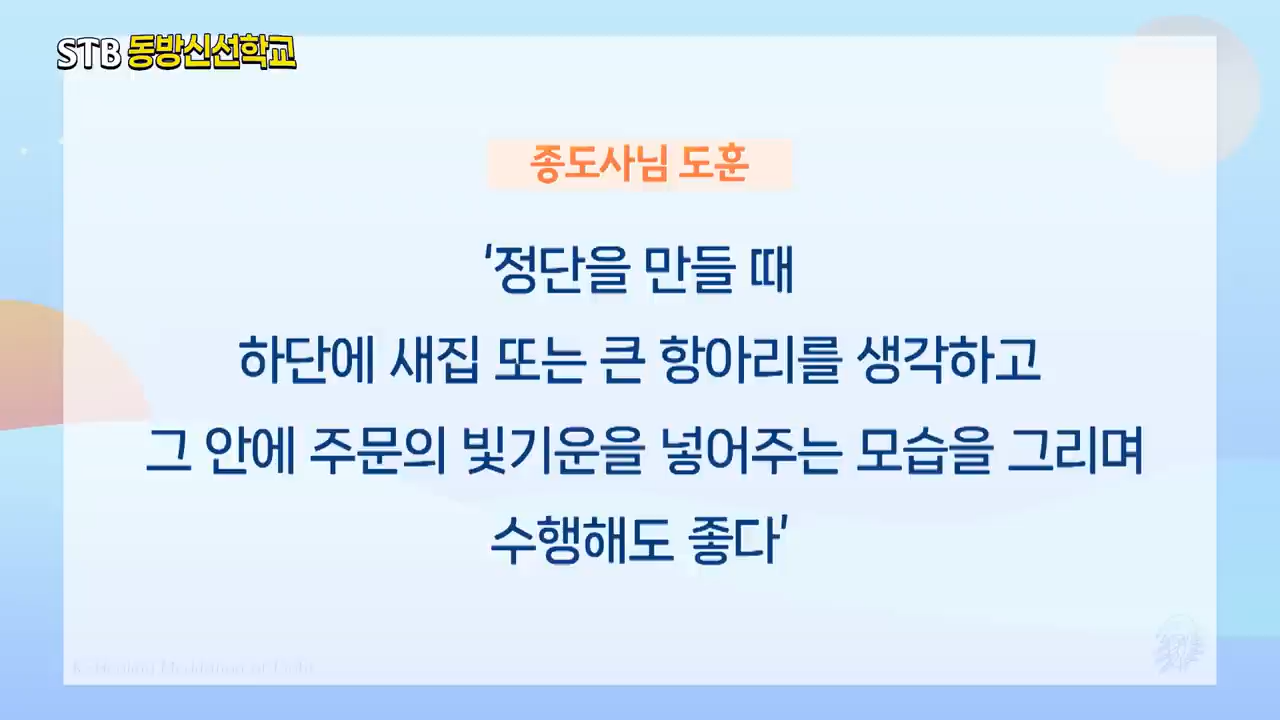 STB 동방신선학교
종도사님 도훈
‘정단을 만들 때
하단에 새집 또는 큰 항아리를 생각하고
그 안에 주문의 빛기운을 넣어주는 모습을 그리며
수행해도 좋다’